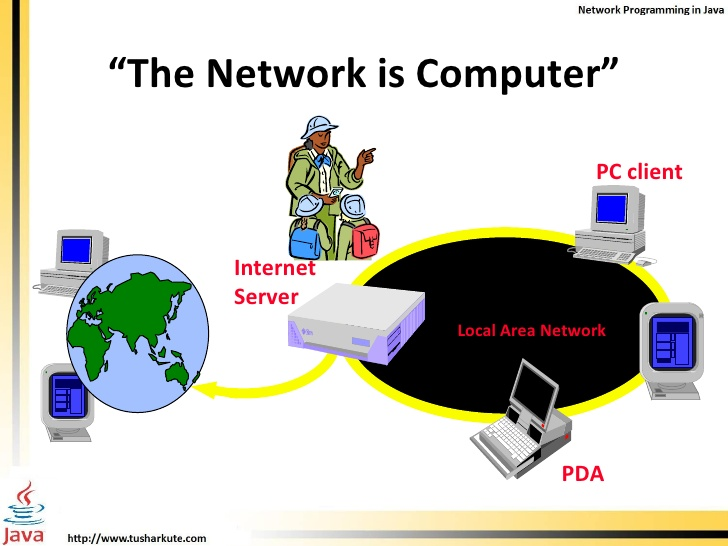 Network Programming in Java
“The Network is Computer”
PC client
Internet
Server
Local Area Network
PDA
Java
http://www.tusharkute.com